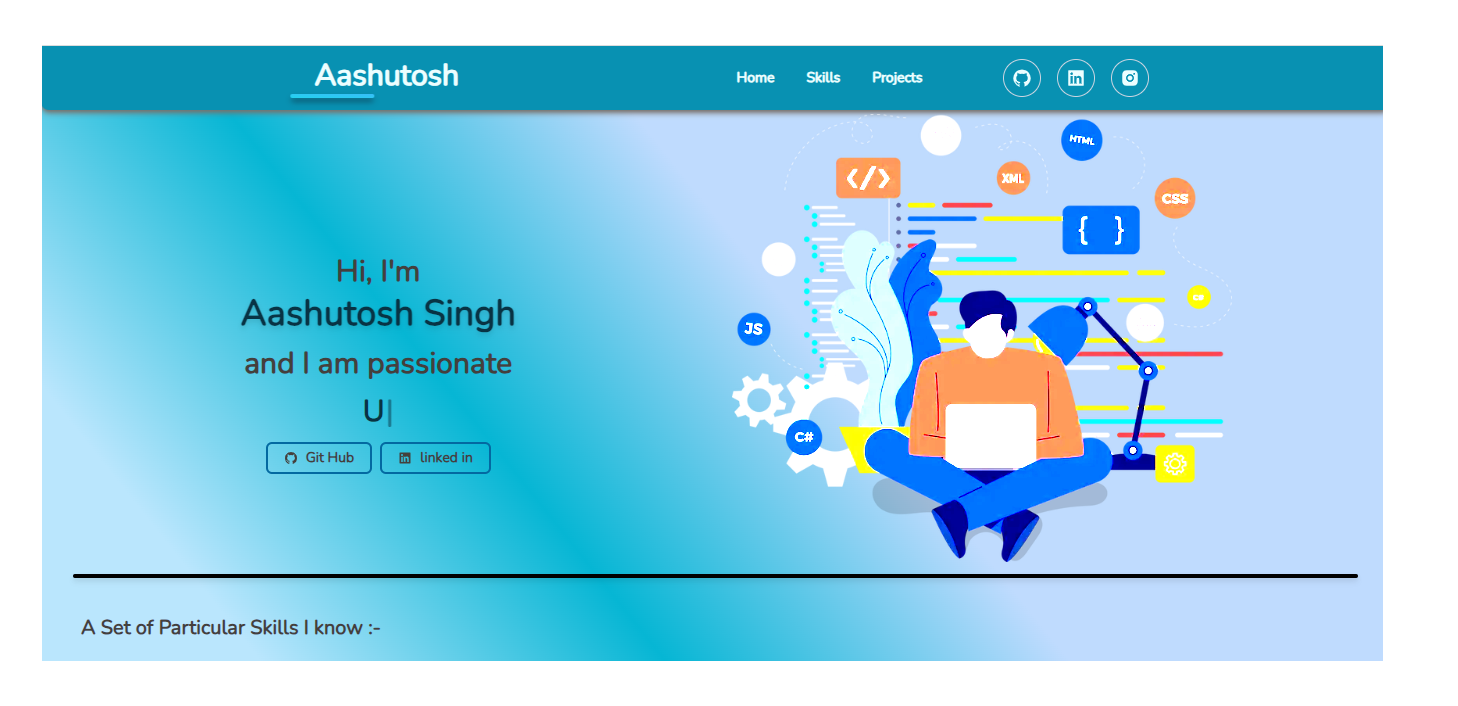 Aashutosh
Home Skills Projects
HTML
</>
XML
CSS
{ }
C#
JS
C#
Hi, I'm
Aashutosh Singh
and I am passionate
U|
Git Hub linked in
A Set of Particular Skills I know :-